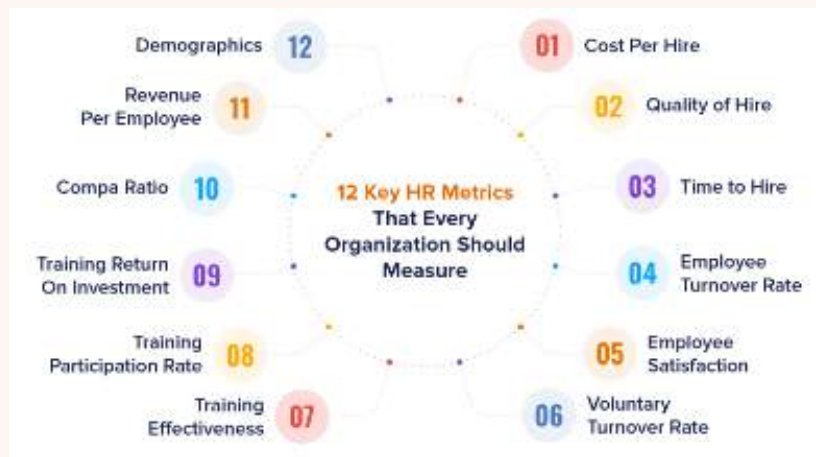 12 Key HR Metrics
That Every
Organization Should
Measure
01 Cost Per Hire
02 Quality of Hire
03 Time to Hire
04 Employee
Turnover Rate
05 Employee
Satisfaction
06 Voluntary
Turnover Rate
07 Training
Effectiveness
08 Training
Participation Rate
09 Training Return
On Investment
10 Compa Ratio
11 Revenue
Per Employee
12 Demographics